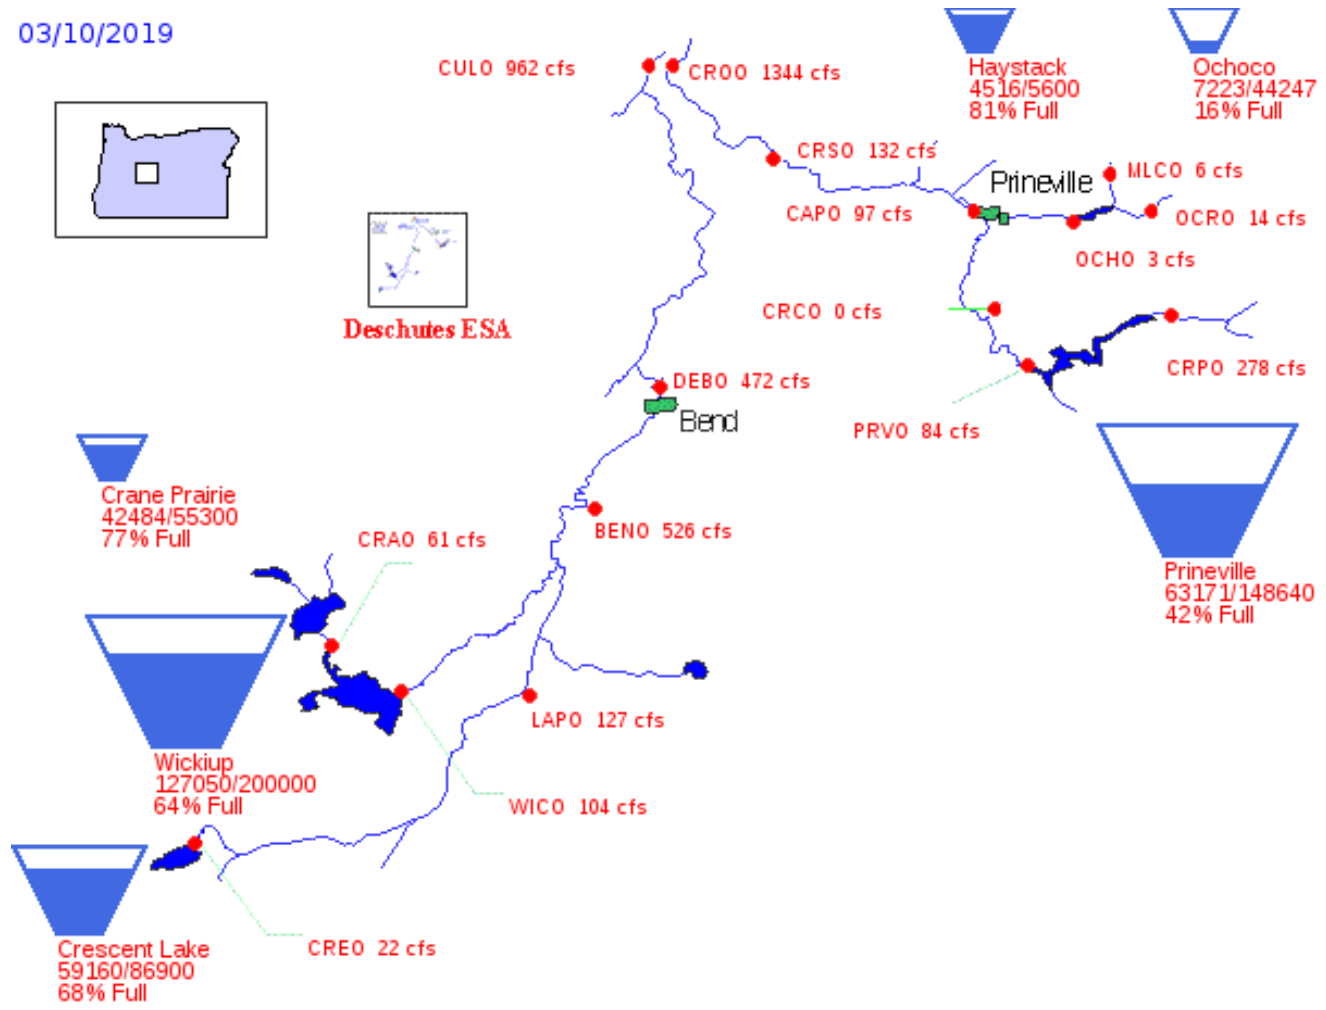 03/10/2019
CULO 962 cfs
CROO 1344 cfs
Haystack
4516/5600
81% Full
Ochoco
7223/44247
16% Full
CRSO 132 cfs
Prineville
MLCO 6 cfs
CAPO 97 cfs
OCRO 14 cfs
OCHO 3 cfs
CRCO 0 cfs
Deschutes ESA
CRPO 278 cfs
DEBO 472 cfs
Bend
PRVO 84 cfs
Crane Prairie
42484/55300
77% Full
BENO 526 cfs
CRAO 61 cfs
Prineville
63171/148640
42% Full
LAPO 127 cfs
Wickiup
127050/200000
64% Full
WICO 104 cfs
CREO 22 cfs
Crescent Lake
59160/86900
68% Full